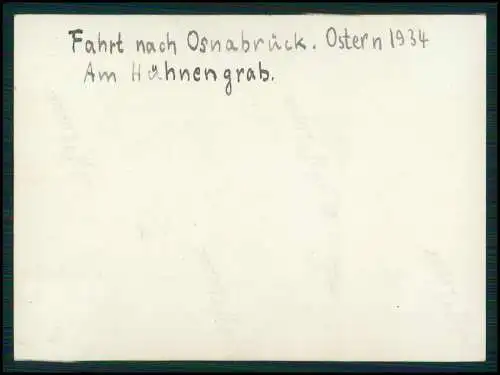 Fahrt nach Osnabrück. Ostern 1934
Am Hühnengrab.